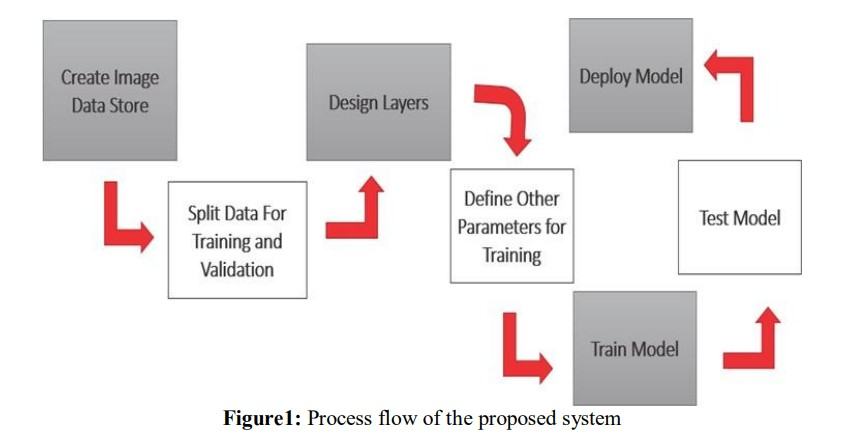 Create Image
Data Store
Split Data For
Training and
Validation
Design Layers
Define Other
Parameters for
Training
Train Model
Test Model
Deploy Model
Figure1: Process flow of the proposed system